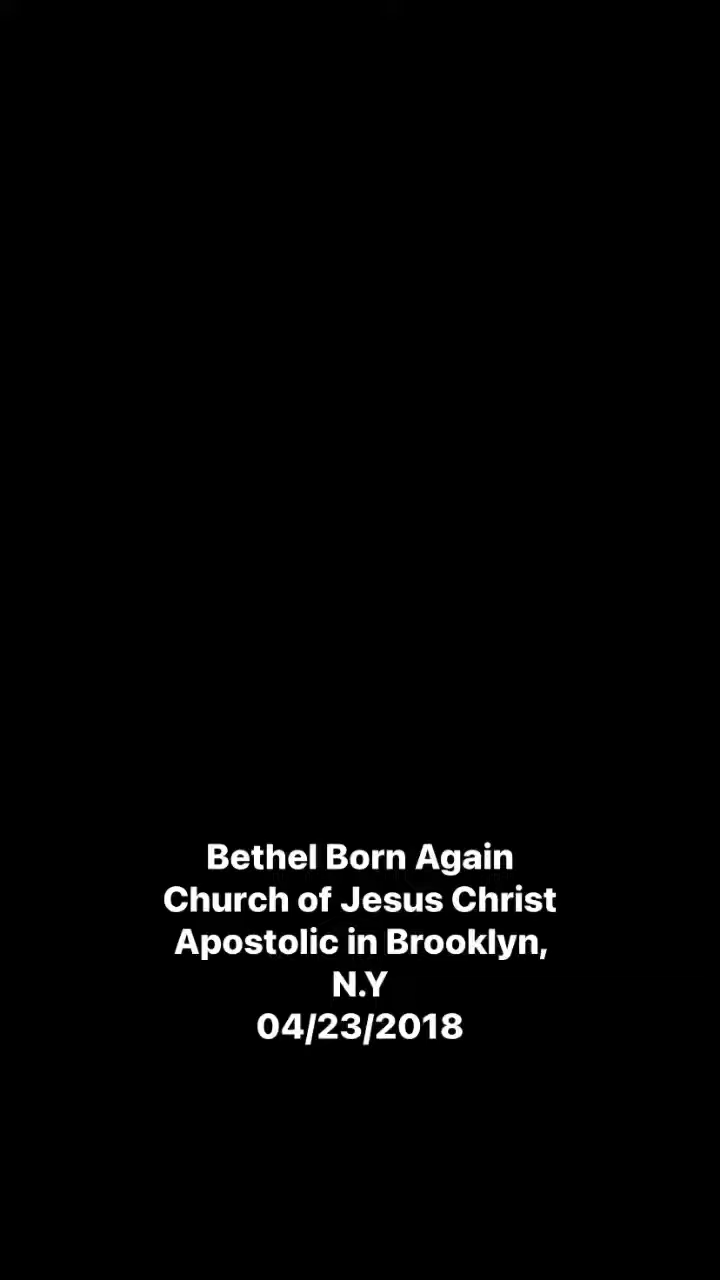 Bethel Born Again
Church of Jesus Christ
Apostolic in Brooklyn,
N.Y
04/23/2018